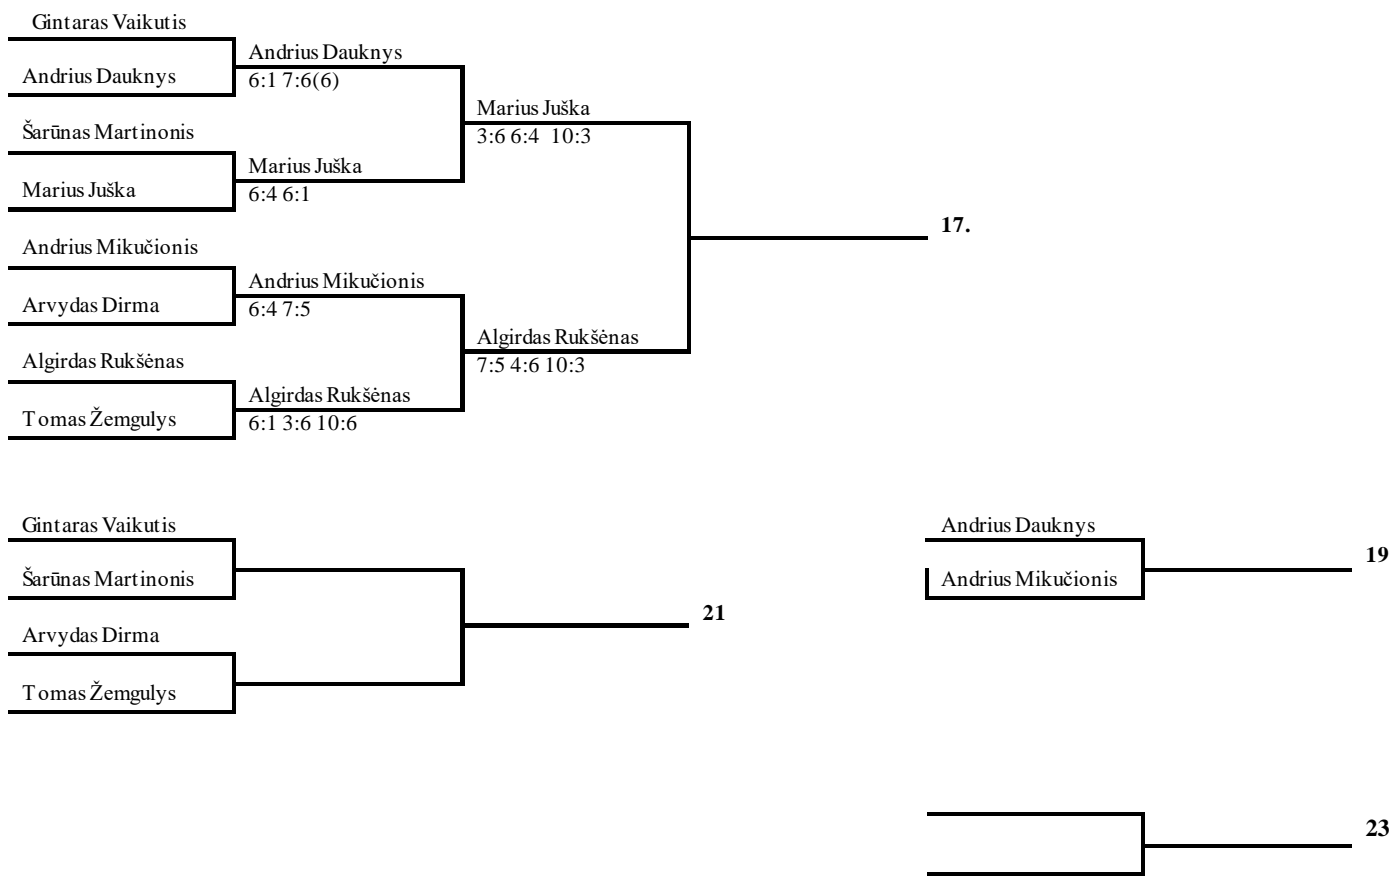 Gintaras Vaikutis
Andrius Dauknys
Andrius Dauknys
6:1 7:6(6)
Marius Juška
3:6 6:4 10:3
Šarūnas Martinonis
Marius Juška
Marius Juška
6:4 6:1
17.
Andrius Mikučionis
Andrius Mikučionis
Arvydas Dirma
6:4 7:5
Algirdas Rukšėnas
7:5 4:6 10:3
Algirdas Rukšėnas
Algirdas Rukšėnas
Tomas Žemgulys
6:1 3:6 10:6
Gintaras Vaikutis
Šarūnas Martinonis
21
Arvydas Dirma
Tomas Žemgulys
Andrius Dauknys
19
Andrius Mikučionis
23